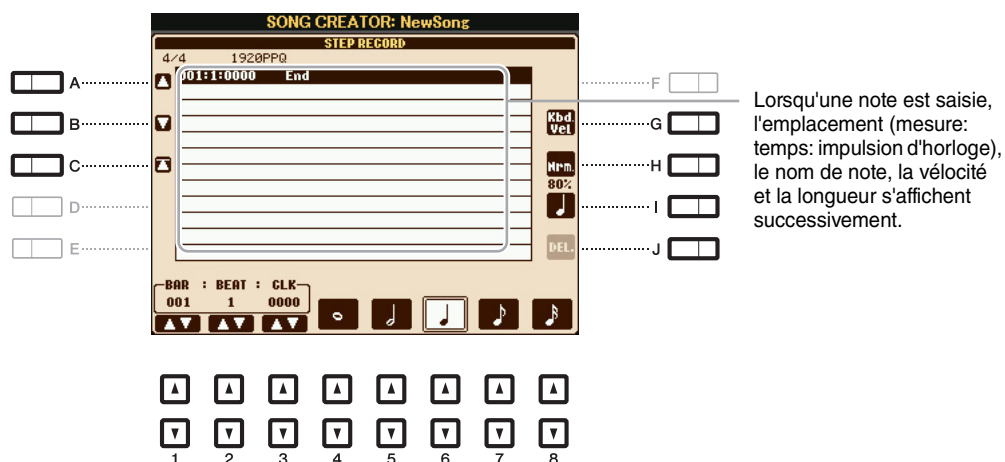 SONG CREATOR: NewSong
STEP RECORD
4/4 1920PPQ
001:1:0000 End
A
B
C
D
E
F
G
H
I
J
Kbd.
Vel
Nrm.
80%
DEL.
Lorsqu'une note est saisie,
l'emplacement (mesure:
temps: impulsion d'horloge),
le nom de note, la vélocité
et la longueur s'affichent
successivement.
BAR : BEAT : CLK
001 1 0000
1 2 3 4 5 6 7 8